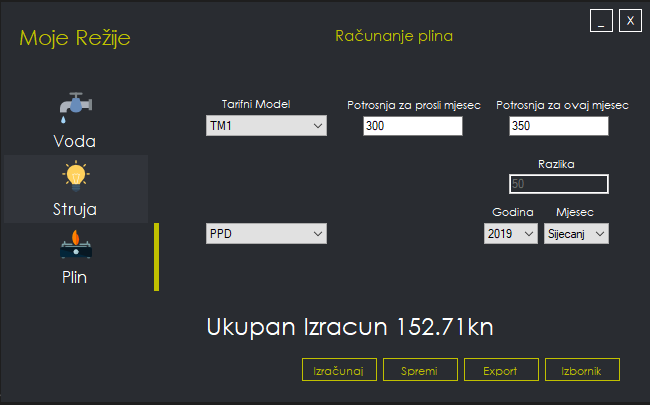 _ X
Moje Režije
Računanje plina
Tarifni Model Potrosnja za prosli mjesec Potrosnja za ovaj mjesec
TM1 300 350
Voda
Razlika
50
Struja
Godina Mjesec
PPD 2019 Sijecanj
Plin
Ukupan Izracun 152.71kn
Izračunaj Spremi Export Izbornik